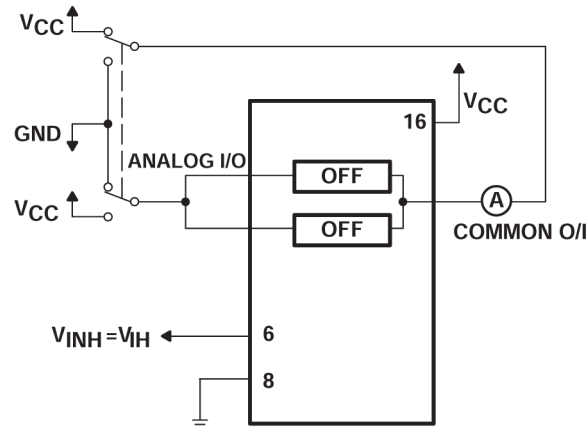 VCC
16
VCC
GND
ANALOG I/O
OFF
VCC
OFF
A
COMMON O/I
VINH=VIH
6
8